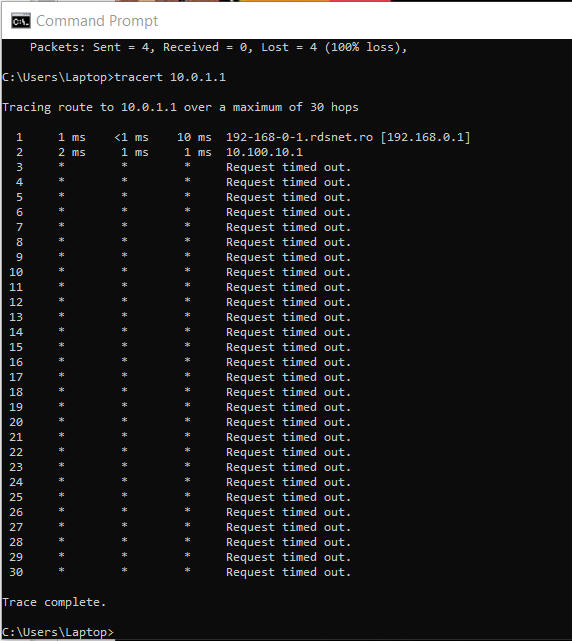 C:\. Command Prompt
Packets: Sent = 4, Received = 0, Lost = 4 (100% loss),
C:\Users\Laptop>tracert 10.0.1.1
Tracing route to 10.0.1.1 over a maximum of 30 hops
1 1 ms <1 ms 10 ms 192-168-0-1.rdsnet.ro [192.168.0.1]
2 2 ms 1 ms 1 ms 10.100.10.1
3 * * * Request timed out.
4 * * * Request timed out.
5 * * * Request timed out.
6 * * * Request timed out.
7 * * * Request timed out.
8 * * * Request timed out.
9 * * * Request timed out.
10 * * * Request timed out.
11 * * * Request timed out.
12 * * * Request timed out.
13 * * * Request timed out.
14 * * * Request timed out.
15 * * * Request timed out.
16 * * * Request timed out.
17 * * * Request timed out.
18 * * * Request timed out.
19 * * * Request timed out.
20 * * * Request timed out.
21 * * * Request timed out.
22 * * * Request timed out.
23 * * * Request timed out.
24 * * * Request timed out.
25 * * * Request timed out.
26 * * * Request timed out.
27 * * * Request timed out.
28 * * * Request timed out.
29 * * * Request timed out.
30 * * * Request timed out.
Trace complete.
C:\Users\Laptop>